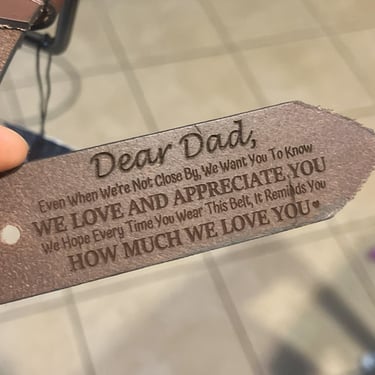 Dear Dad,
Even When We're Not Close By, We Want You To Know
WE LOVE AND APPRECIATE YOU
We Hope Every Time You Wear This Belt, It Reminds You
HOW MUCH WE LOVE YOU♥